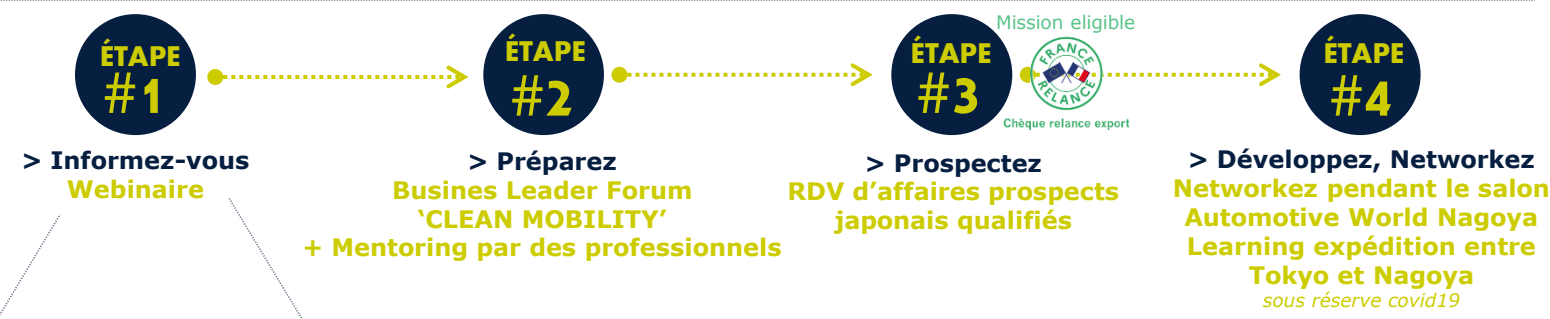 ÉTAPE
#1
> Informez-vous
Webinaire
ÉTAPE
#2
> Préparez
Busines Leader Forum
‘CLEAN MOBILITY’
+ Mentoring par des professionnels
ÉTAPE
#3
Mission eligible
FRANCE
RELANCE
Chèque relance export
> Prospectez
RDV d’affaires prospects
japonais qualifiés
ÉTAPE
#4
> Développez, Networkez
Networkez pendant le salon
Automotive World Nagoya
Learning expédition entre
Tokyo et Nagoya
sous réserve covid19